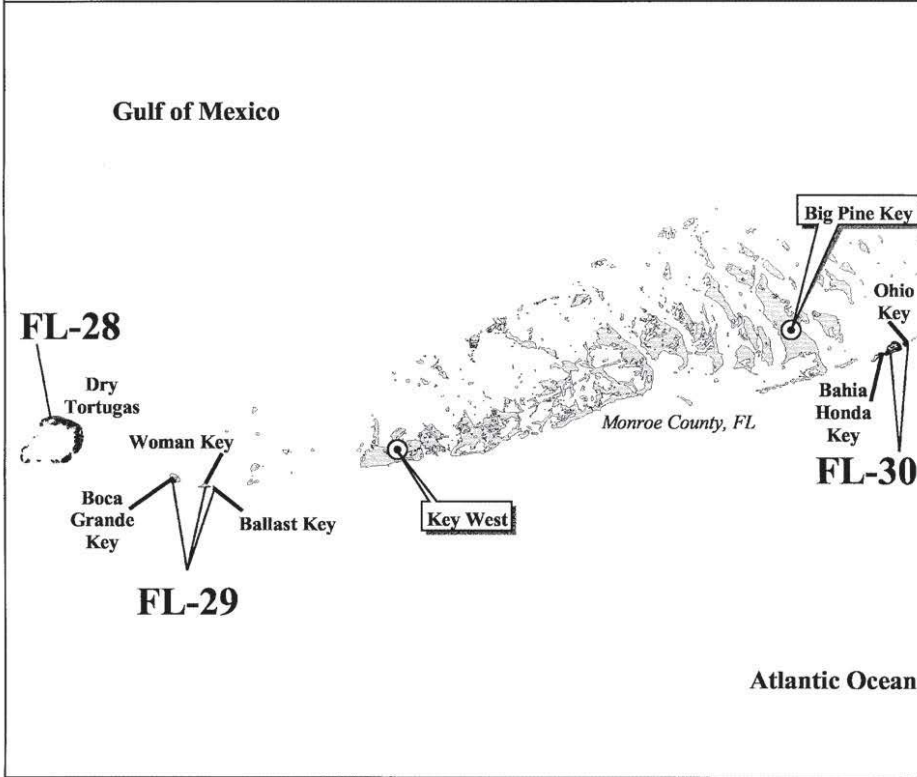 Gulf of Mexico
Big Pine Key
Ohio
Key
FL-28
Dry
Tortugas
Bahia
Honda
Key
Monroe County, FL
Woman Key
FL-30
Boca
Grande
Key
Ballast Key
Key West
FL-29
Atlantic Ocean